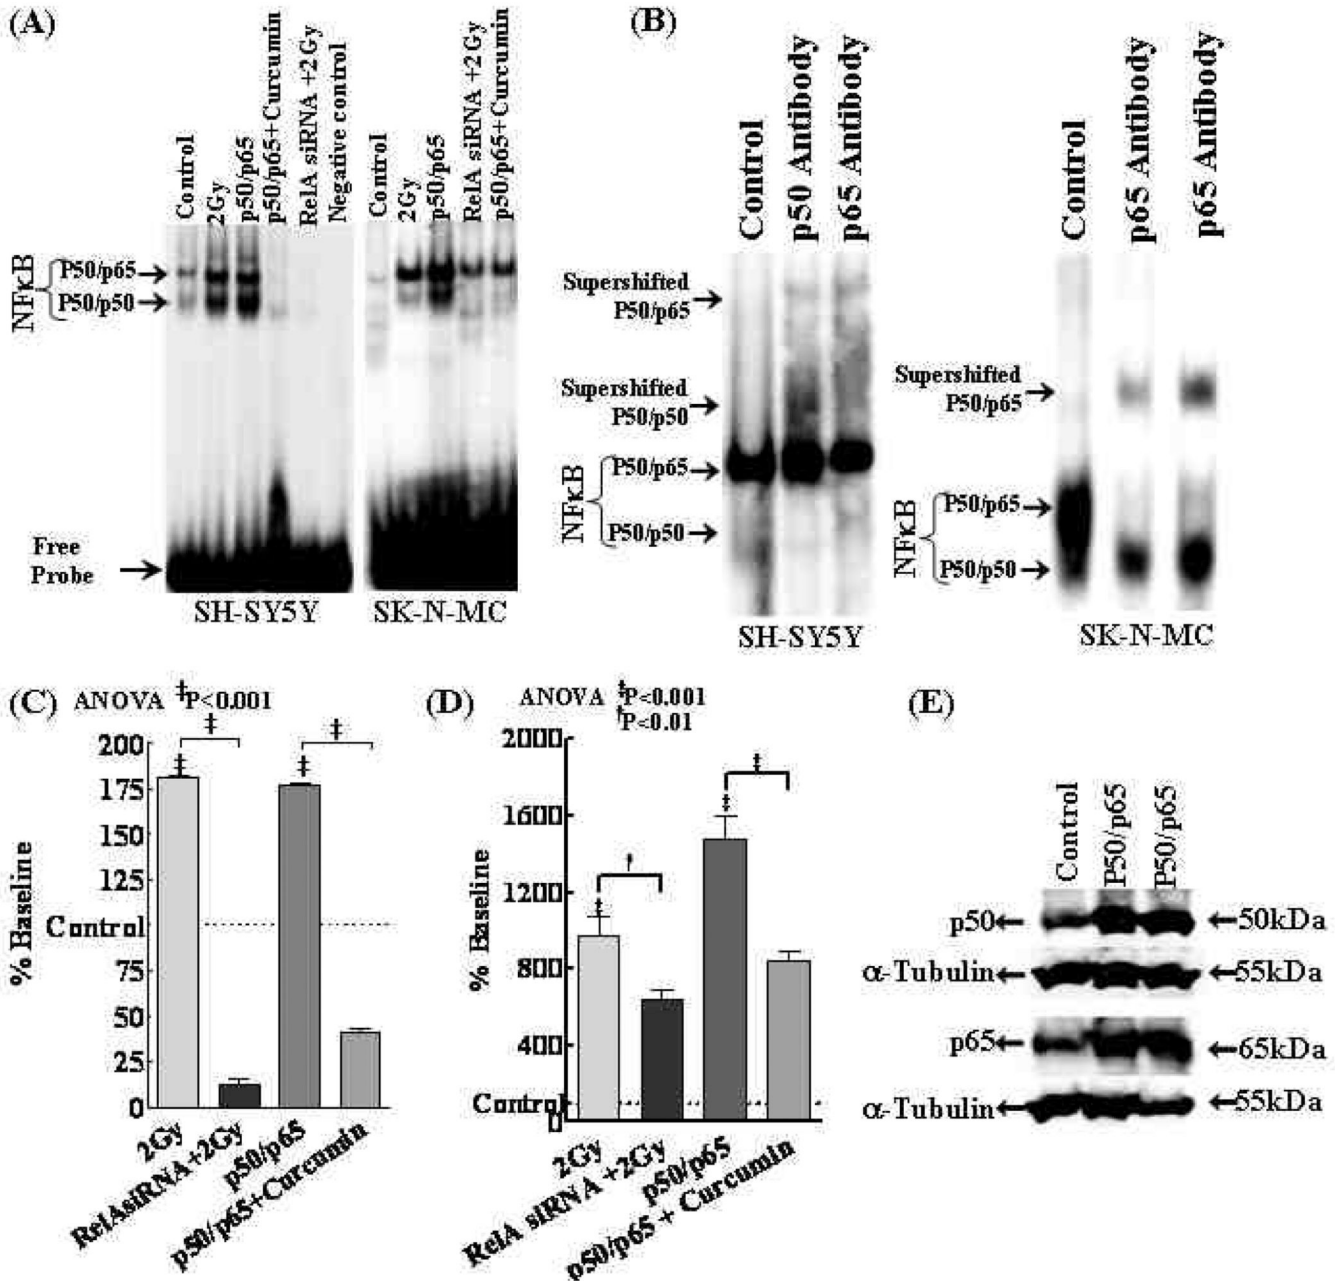 (A)
Control
2Gy
p50/p65
p50/p65+Curcumin
RelA siRNA +2Gy
Negative control
Control
2Gy
p50/p65
RelA siRNA +2Gy
p50/p65+Curcumin
NFκB
P50/p65
P50/p50
Free
Probe
SH-SY5Y
SK-N-MC
(B)
Control
p50 Antibody
p65 Antibody
Supershifted
P50/p65
Supershifted
P50/p50
NFκB
P50/p65
P50/p50
SH-SY5Y
Control
p65 Antibody
p65 Antibody
Supershifted
P50/p65
NFκB
P50/p65
P50/p50
SK-N-MC
(C)
ANOVA ‡P<0.001
‡
‡
‡
‡
% Baseline
200
175
150
125
Control
75
50
25
0
2Gy
RelAsiRNA+2Gy
p50/p65
p50/p65+Curcumin
(D)
ANOVA ‡P<0.001
†P<0.01
‡
†
‡
‡
% Baseline
2000
1600
1200
800
400
Control
0
2Gy
RelA siRNA +2Gy
p50/p65
p50/p65 + Curcumin
(E)
Control
P50/p65
P50/p65
p50
50kDa
α-Tubulin
55kDa
p65
65kDa
α-Tubulin
55kDa